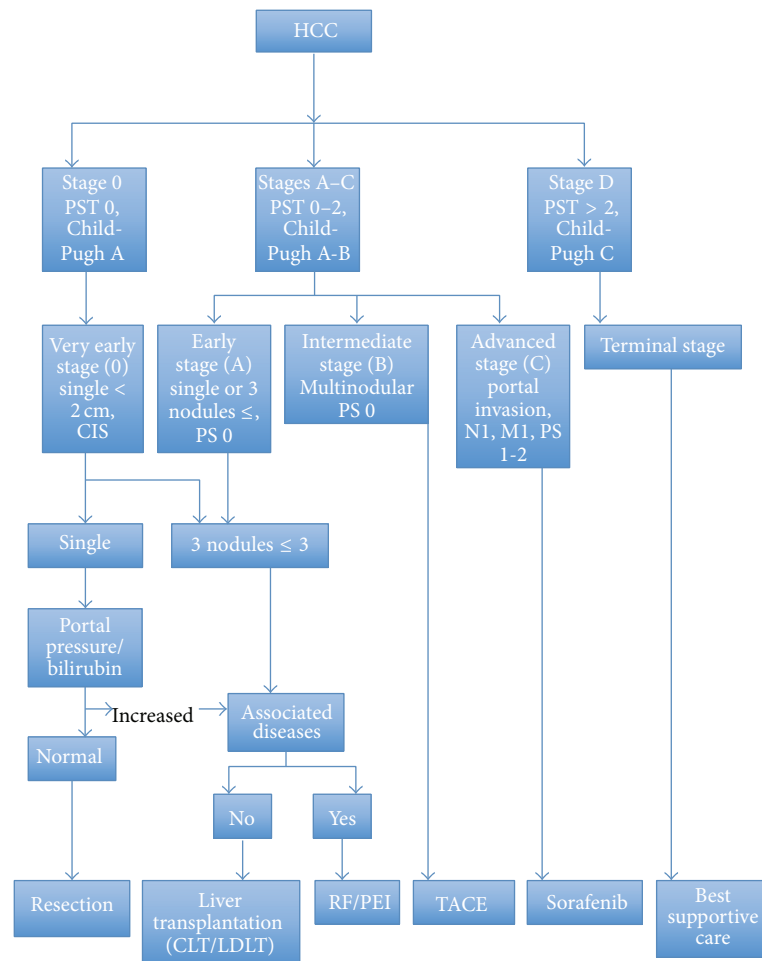 HCC
Stage 0
PST 0,
Child-
Pugh A
Stages A–C
PST 0–2,
Child-
Pugh A-B
Stage D
PST > 2,
Child-
Pugh C
Very early
stage (0)
single <
2 cm,
CIS
Early
stage (A)
single or 3
nodules ≤,
PS 0
Intermediate
stage (B)
Multinodular
PS 0
Advanced
stage (C)
portal
invasion,
N1, M1, PS
1-2
Terminal stage
Single
3 nodules ≤ 3
Portal
pressure/
bilirubin
Increased
Associated
diseases
Normal
No
Yes
Resection
Liver
transplantation
(CLT/LDLT)
RF/PEI
TACE
Sorafenib
Best
supportive
care